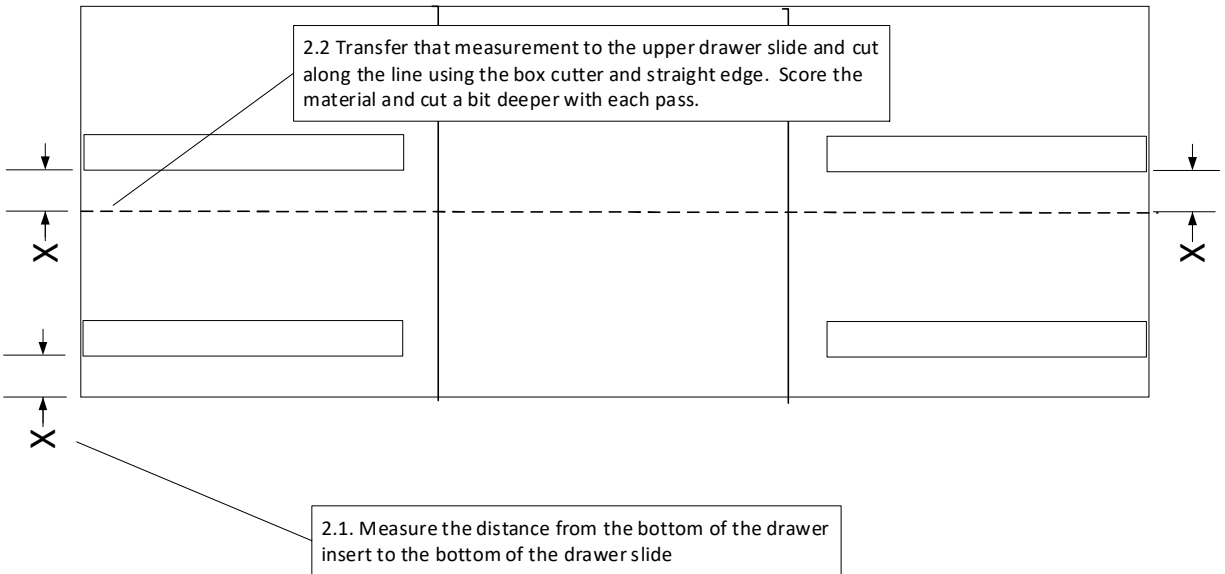 2.2 Transfer that measurement to the upper drawer slide and cut
along the line using the box cutter and straight edge.  Score the
material and cut a bit deeper with each pass.
X
X
X
2.1. Measure the distance from the bottom of the drawer
insert to the bottom of the drawer slide